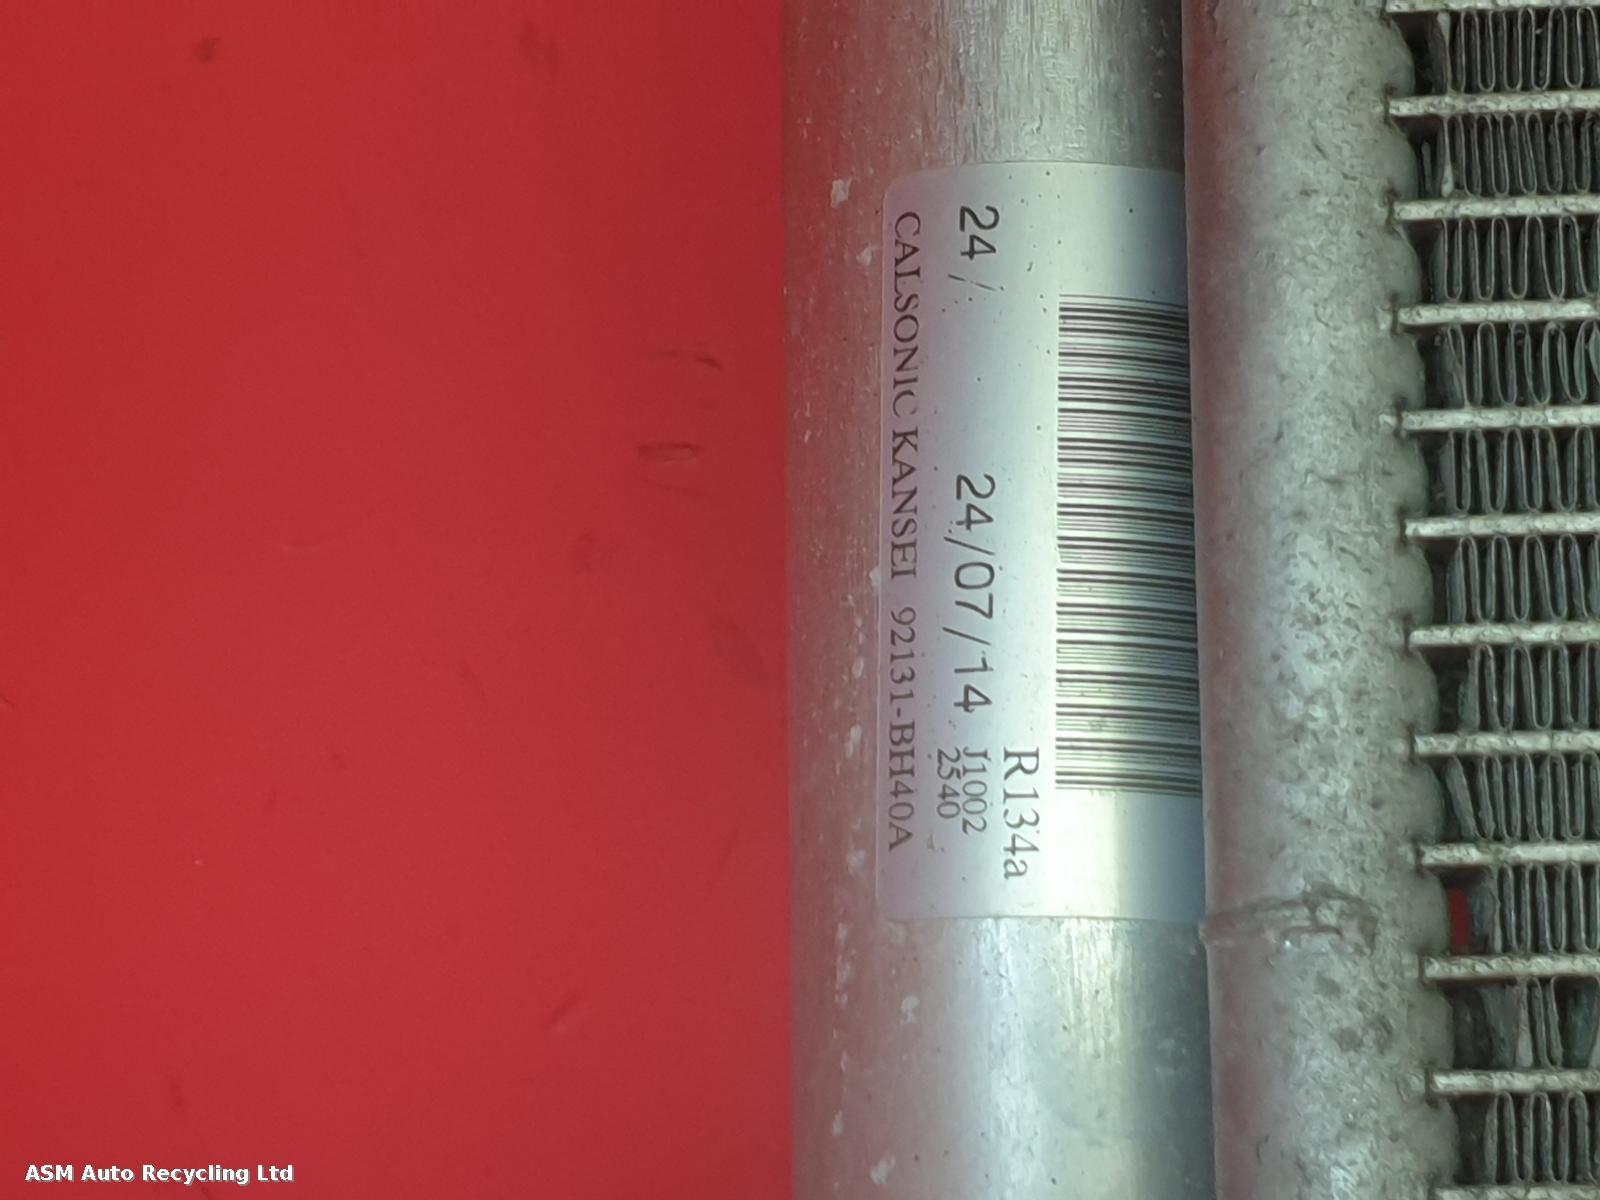 R134a
24/ 24/07/14 J1002
2540
CALSONIC KANSEI 92131-BH40A
ASM Auto Recycling Ltd